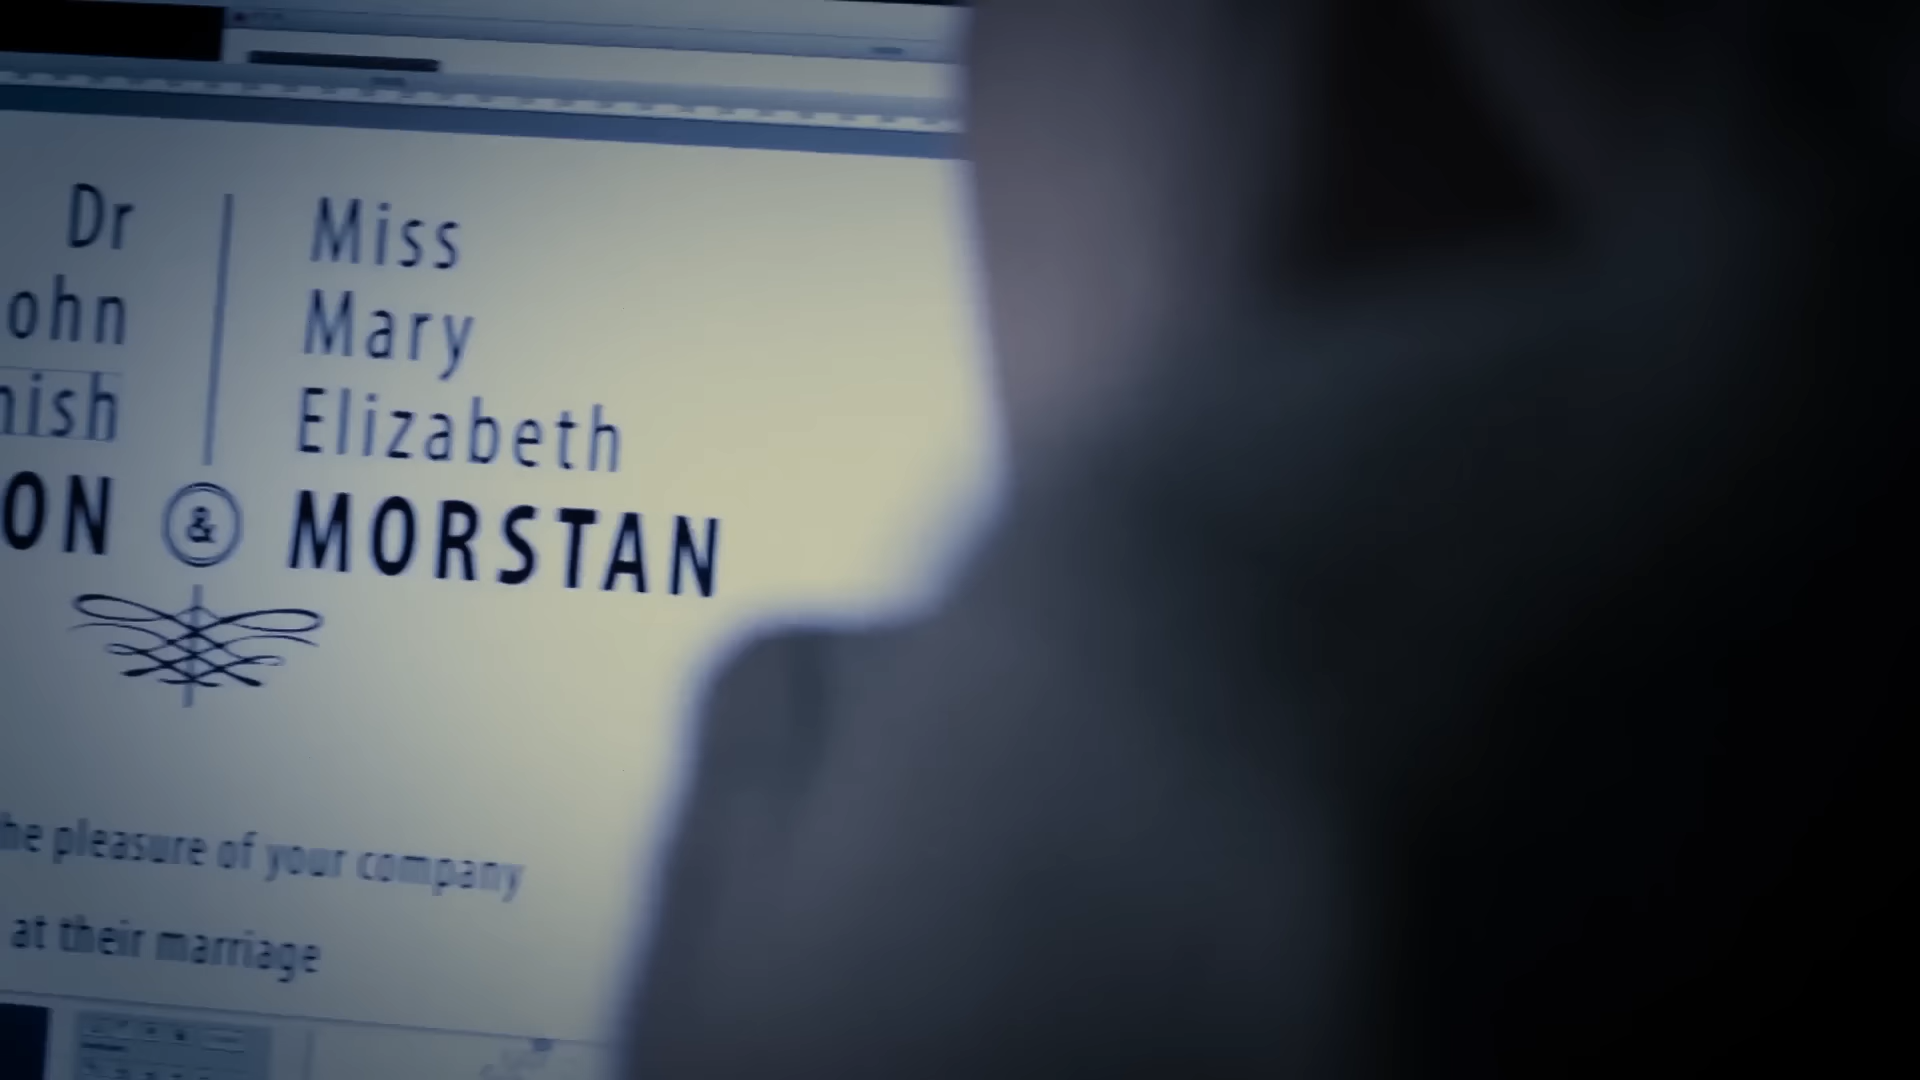 Dr
ohn
nish
ON & MORSTAN
Miss
Mary
Elizabeth
he pleasure of your company
at their marriage